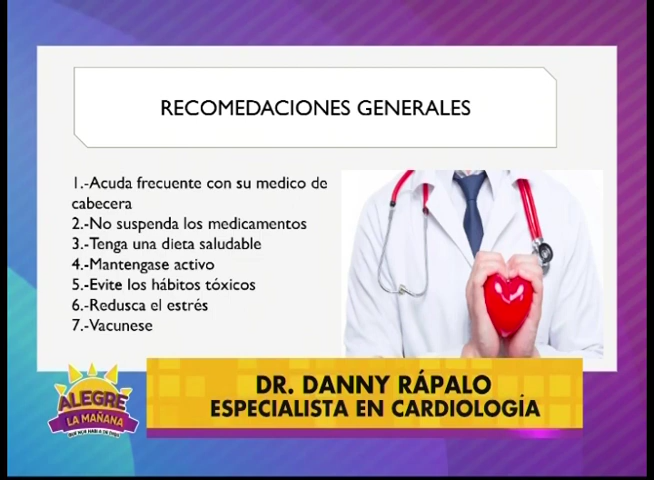 RECOMEDACIONES GENERALES
1.-Acuda frecuente con su medico de
cabecera
2.-No suspenda los medicamentos
3.-Tenga una dieta saludable
4.-Mantengase activo
5.-Evite los hábitos tóxicos
6.-Redusca el estrés
7.-Vacunese
DR. DANNY RÁPALO
ESPECIALISTA EN CARDIOLOGÍA
ALEGRE
LA MAÑANA